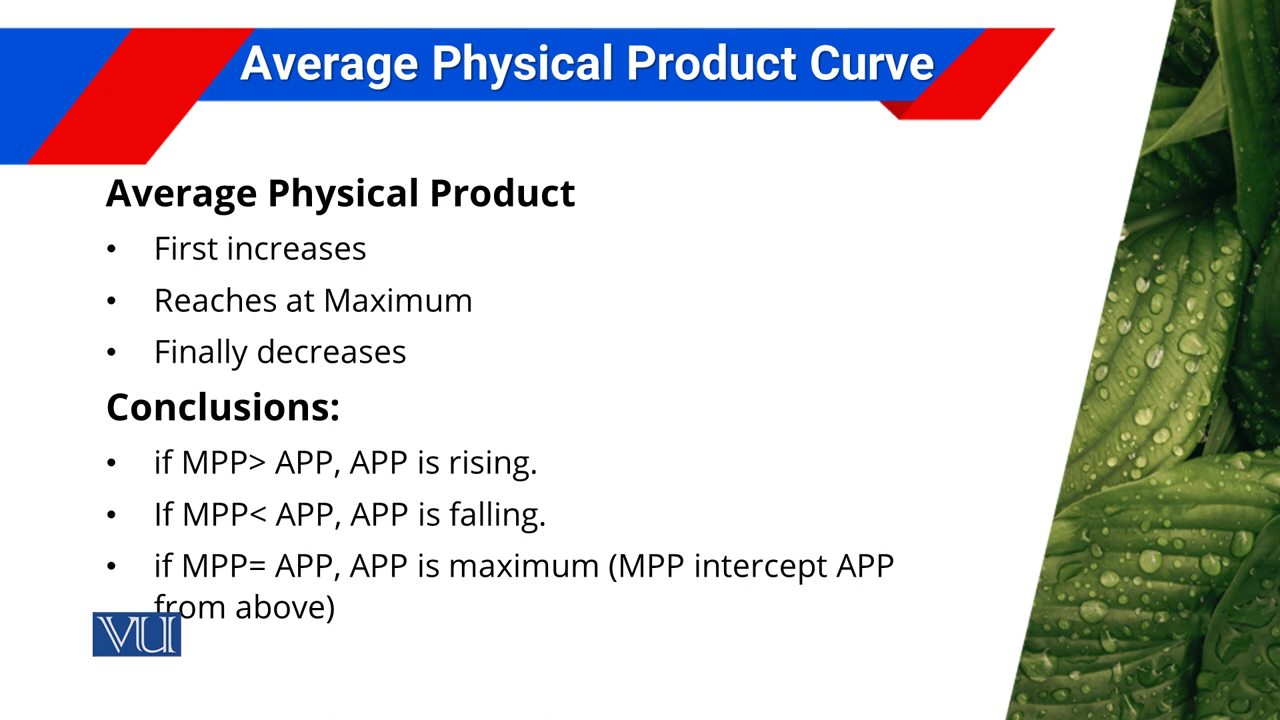 Average Physical Product Curve
Average Physical Product
• First increases
• Reaches at Maximum
• Finally decreases
Conclusions:
• if MPP> APP, APP is rising.
• If MPP< APP, APP is falling.
• if MPP= APP, APP is maximum (MPP intercept APP
from above)
VU